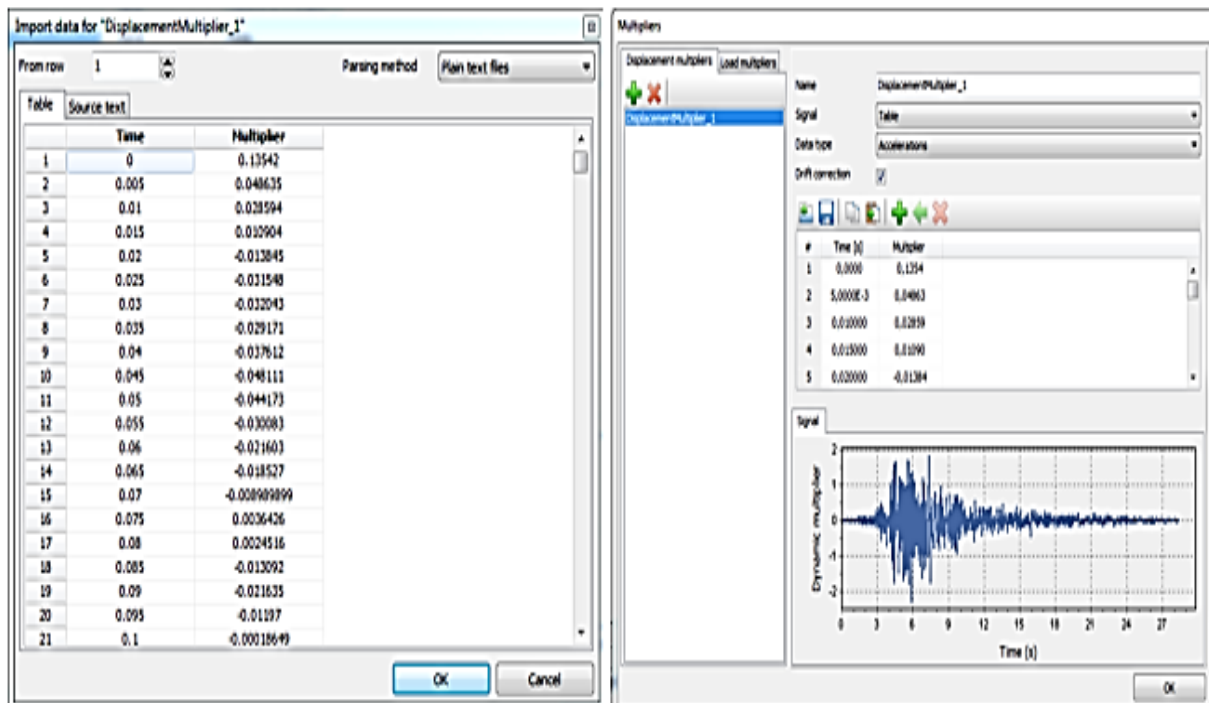 Import data for "DisplacementMultiplier_1"
From row 1 Parsing method Plain text files
Table Source text
Time Multiplier
1 0 0.13542
2 0.005 0.048635
3 0.01 0.028594
4 0.015 0.010904
5 0.02 -0.013845
6 0.025 -0.031548
7 0.03 -0.032043
8 0.035 -0.029171
9 0.04 -0.037612
10 0.045 -0.048111
11 0.05 -0.044173
12 0.055 -0.030083
13 0.06 -0.021603
14 0.065 -0.018527
15 0.07 -0.008989899
16 0.075 0.0036426
17 0.08 0.0024516
18 0.085 -0.013092
19 0.09 -0.021635
20 0.095 -0.01197
21 0.1 -0.00018649
OK Cancel
Multipliers
Displacement multipliers Load multipliers
DisplacementMultiplier_1
Name DisplacementMultiplier_1
Signal Table
Data type Accelerations
Drift correction
# Time [s] Multiplier
1 0,0000 0,1354
2 5,0000E-3 0,04863
3 0,010000 0,02859
4 0,015000 0,01090
5 0,020000 -0,01384
Signal
Dynamic multiplier
2
1
0
-1
-2
0 3 6 9 12 15 18 21 24 27
Time [s]
OK